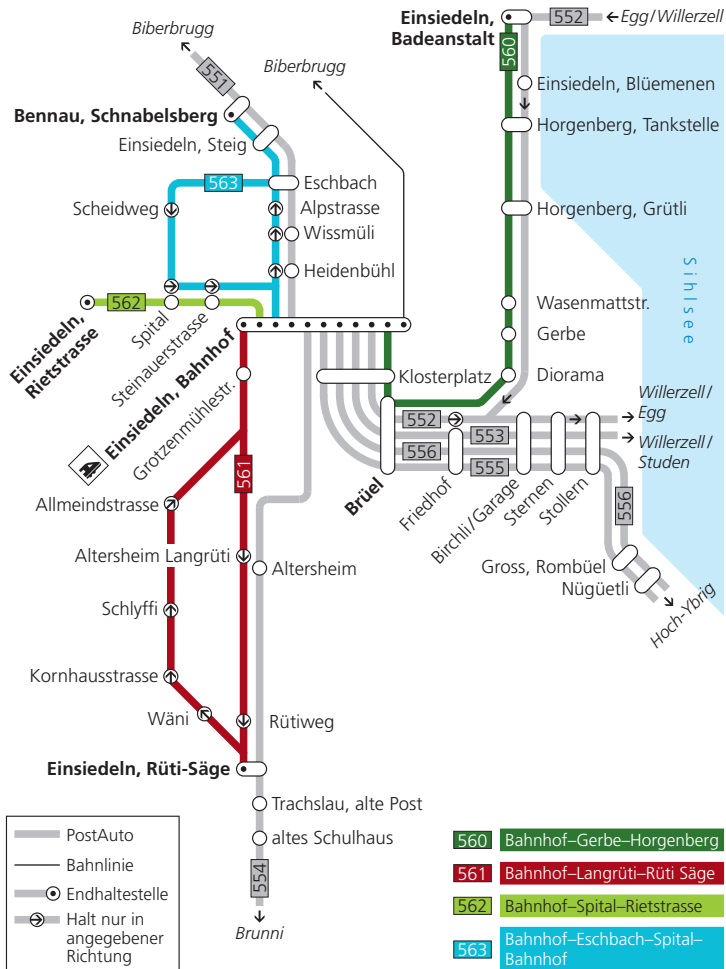 Einsiedeln,
Badeanstalt
552
Egg/Willerzell
560
Biberbrugg
551
Biberbrugg
Einsiedeln, Blüemenen
Bennau, Schnabelsberg
Horgenberg, Tankstelle
Einsiedeln, Steig
563
Eschbach
Scheidweg
Alpstrasse
Horgenberg, Grütli
Wissmüli
Sihlsee
Heidenbühl
562
Wasenmattstr.
Einsiedeln,
Rietstrasse
Spital
Steinauerstrasse
Einsiedeln, Bahnhof
Gerbe
Grotzenmühlestr.
Klosterplatz
Diorama
Willerzell/
Egg
552
553
Willerzell/
Studen
556
555
Brüel
Friedhof
Birchli/Garage
Sternen
Stollern
556
561
Allmeindstrasse
Altersheim Langrüti
Altersheim
Gross, Rombüel
Nügüetli
Hoch-Ybrig
Schlyffi
Kornhausstrasse
Wäni
Rütiweg
Einsiedeln, Rüti-Säge
Trachslau, alte Post
altes Schulhaus
554
Brunni
PostAuto
Bahnlinie
Endhaltestelle
Halt nur in
angegebener
Richtung
560 Bahnhof–Gerbe–Horgenberg
561 Bahnhof–Langrüti–Rüti Säge
562 Bahnhof–Spital–Rietstrasse
563 Bahnhof–Eschbach–Spital–
Bahnhof